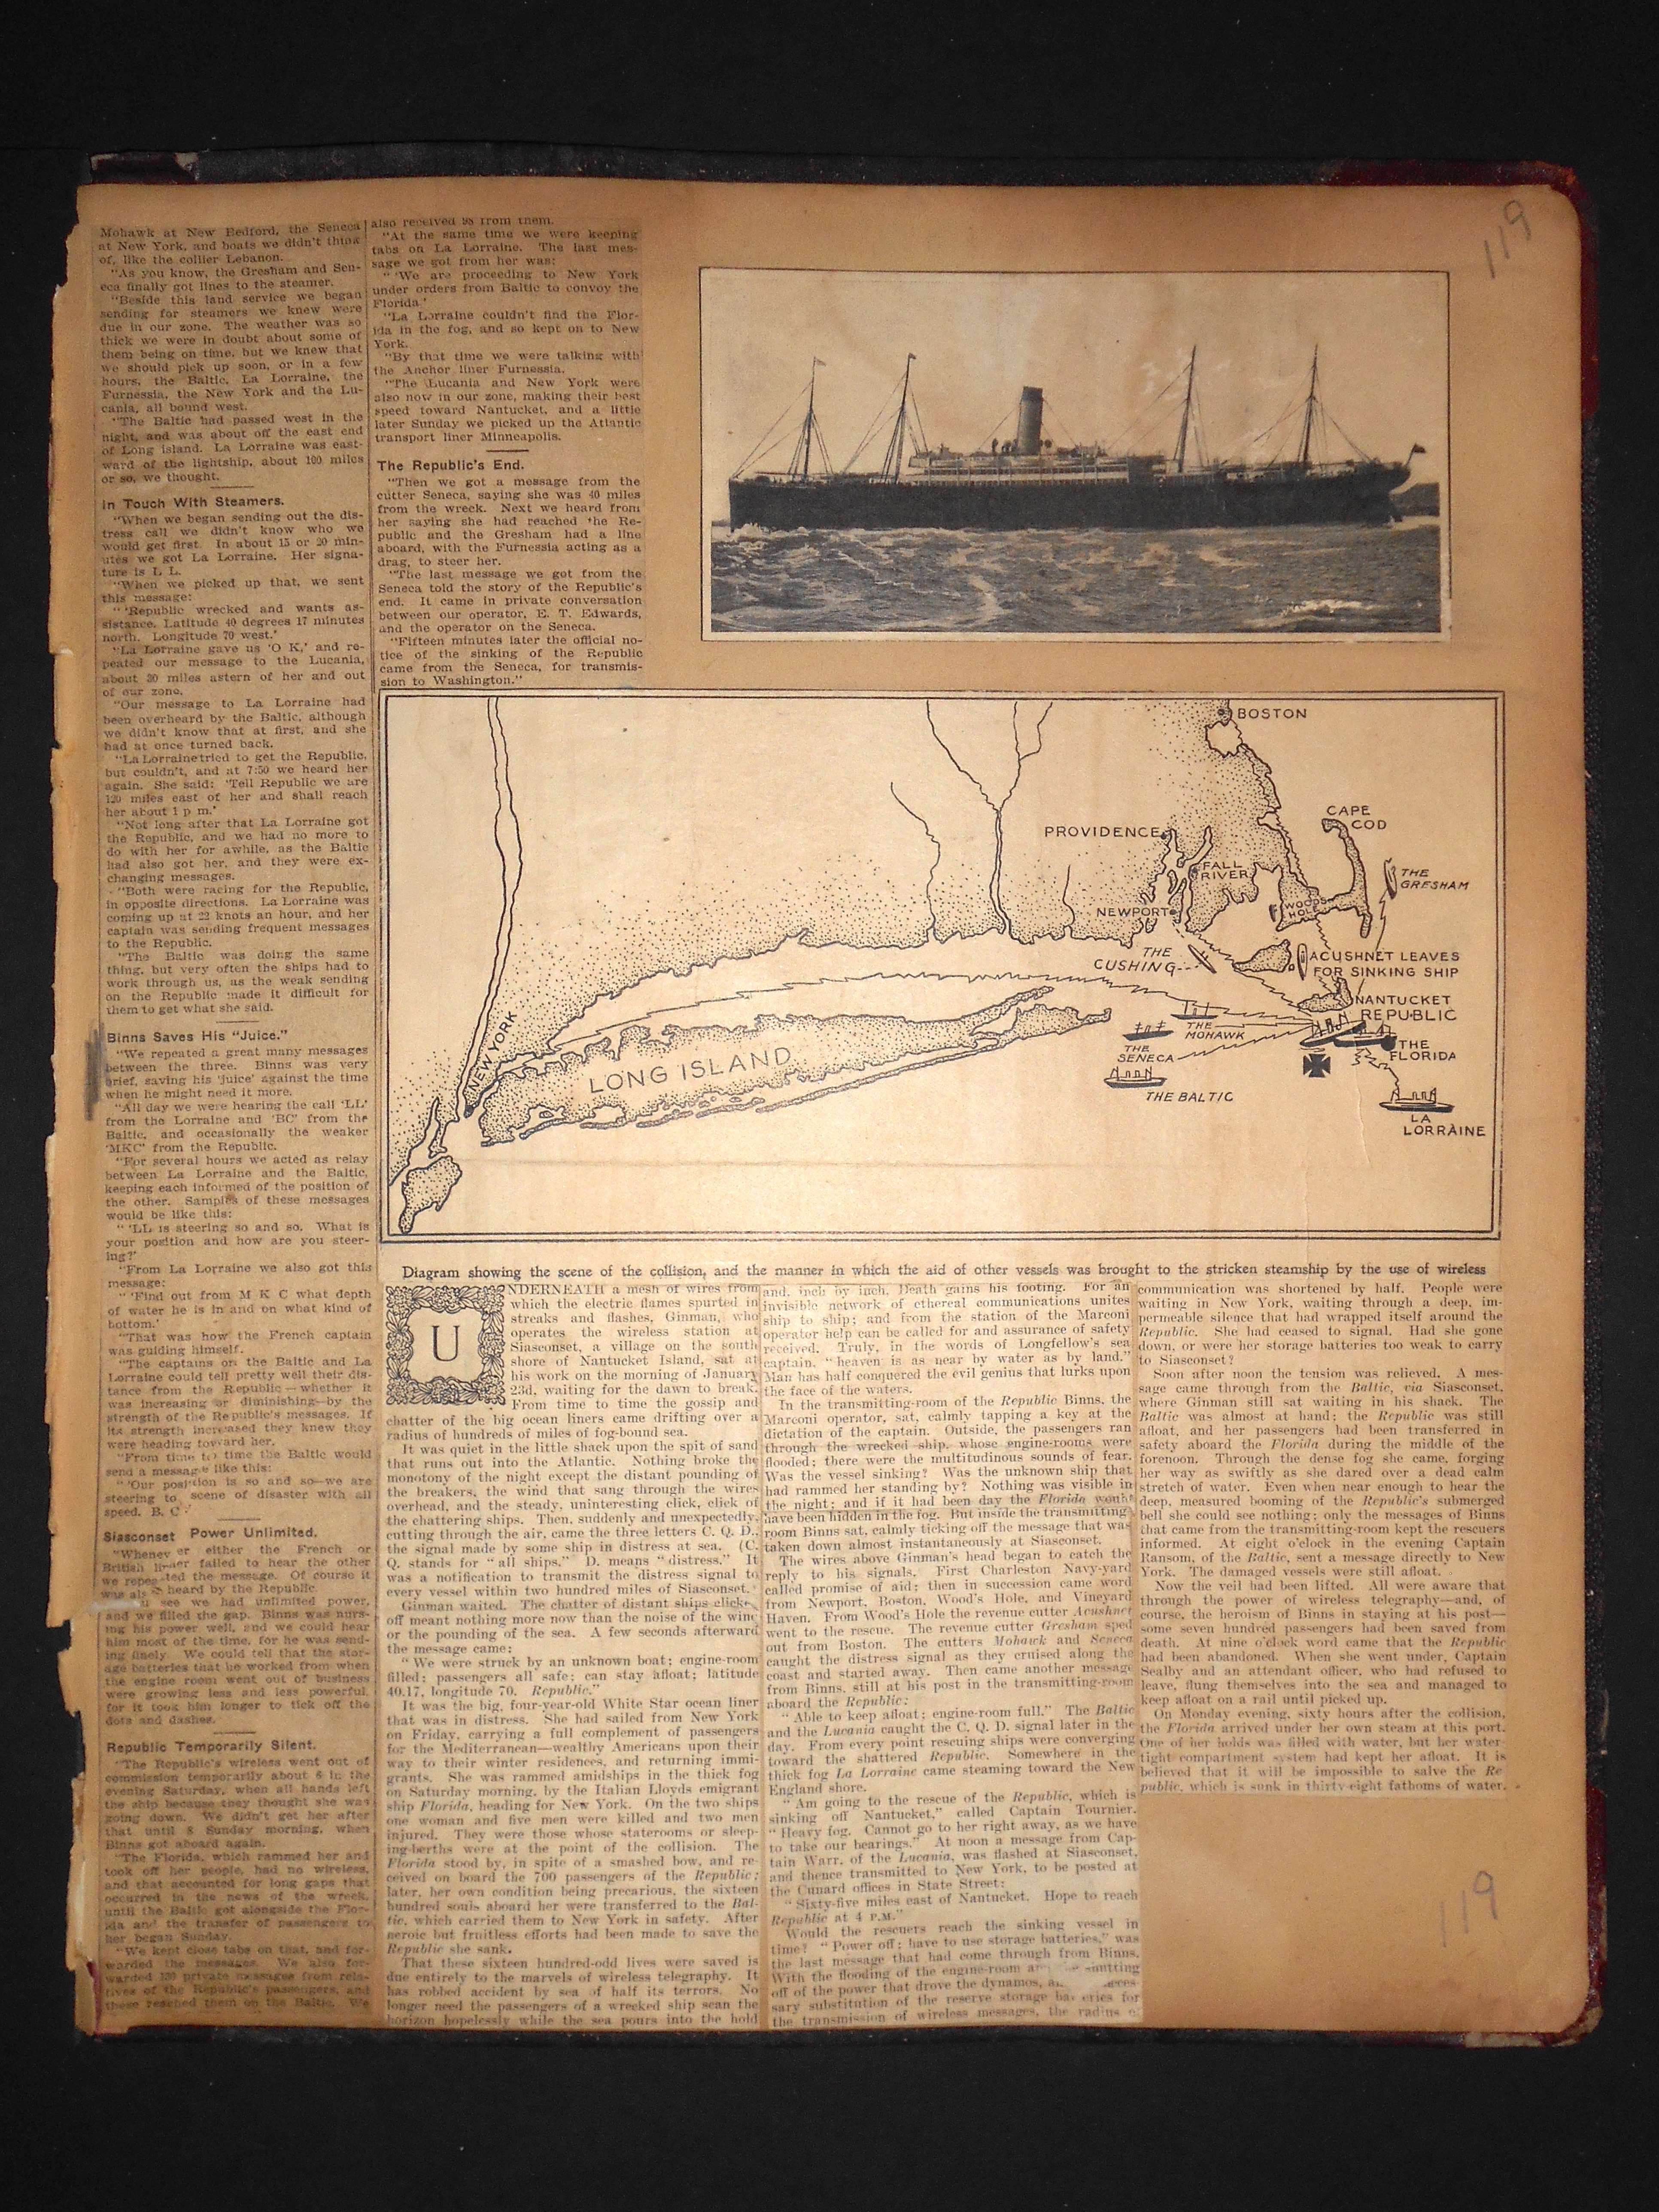 119
Mohawk at New Bedford, the Seneca
at New York, and boats we didn't think
of, like the collier Lebanon.
"As you know, the Gresham and Sen-
eca finally got lines to the steamer.
"Beside this land service we began
sending for steamers we knew were
due in our zone. The weather was so
thick we were in doubt about some of
them being on time, but we knew that
we should pick up soon, or in a few
hours, the Baltic, La Lorraine, the
Furnessia, the New York and the Lu-
cania, all bound west.
"The Baltic had passed west in the
night, and was about off the east end
of Long Island. La Lorraine was east-
ward of the lightship, about 100 miles
or so, we thought.
In Touch With Steamers.
"When we began sending out the dis-
tress call we didn't know who we
would get first. In about 15 or 20 min-
utes we got La Lorraine. Her signa-
ture is L L.
"When we picked up that, we sent
this message:
"'Republic wrecked and wants as-
sistance. Latitude 40 degrees 17 minutes
north. Longitude 70 west.'
"La Lorraine gave us 'O K,' and re-
peated our message to the Lucania,
about 30 miles astern of her and out
of our zone.
"Our message to La Lorraine had
been overheard by the Baltic, although
we didn't know that at first, and she
had at once turned back.
"La Lorraine tried to get the Republic,
but couldn't, and at 7:50 we heard her
again. She said: 'Tell Republic we are
120 miles east of her and shall reach
her about 1 p m.'
"Not long after that La Lorraine got
the Republic, and we had no more to
do with her for awhile, as the Baltic
had also got her, and they were ex-
changing messages.
"Both were racing for the Republic,
in opposite directions. La Lorraine was
coming up at 22 knots an hour, and her
captain was sending frequent messages
to the Republic.
"The Baltic was doing the same
thing, but very often the ships had to
work through us, as the weak sending
on the Republic made it difficult for
them to get what she said.
Binns Saves His "Juice."
"We repeated a great many messages
between the three. Binns was very
brief, saving his 'juice' against the time
when he might need it more.
"All day we were hearing the call 'LL'
from the Lorraine and 'BC' from the
Baltic, and occasionally the weaker
'MKC' from the Republic.
"For several hours we acted as relay
between La Lorraine and the Baltic,
keeping each informed of the position of
the other. Samples of these messages
would be like this:
"'LL is steering so and so. What is
your position and how are you steer-
ing?'
"From La Lorraine we also got this
message:
"'Find out from M K C what depth
of water he is in and on what kind of
bottom.'
"That was how the French captain
was guiding himself.
"The captains on the Baltic and La
Lorraine could tell pretty well their dis-
tance from the Republic—whether it
was increasing or diminishing—by the
strength of the Republic's messages. If
its strength increased they knew they
were heading toward her.
"From time to time the Baltic would
send a message like this:
"'Our position is so and so—we are
steering to scene of disaster with all
speed. B. C.'
Siasconset Power Unlimited.
"Whenever either the French or
British liner failed to hear the other
we repeated the message. Of course it
was als heard by the Republic.
u see we had unlimited power,
and we filled the gap. Binns was nurs-
ing his power well, and we could hear
him most of the time, for he was send-
ing finely. We could tell that the stor-
age batteries that he worked from when
the engine room went out of business
were growing less and less powerful,
for it took him longer to tick off the
dots and dashes.
Republic Temporarily Silent.
"The Republic's wireless went out of
commission temporarily about 6 in the
evening Saturday, when all hands left
the ship because they thought she was
going down. We didn't get her after
that until 8 Sunday morning, when
Binns got aboard again.
"The Florida, which rammed her and
took off her people, had no wireless,
and that accounted for long gaps that
occurred in the news of the wreck,
until the Baltic got alongside the Flor-
ida and the transfer of passengers to
her began Sunday.
"We kept close tabs on that, and for-
warded the messages. We also for-
warded 130 private messages from rela-
tives of the Republic's passengers, and
these reached them on the Baltic. We
also received 98 from them.
"At the same time we were keeping
tabs on La Lorraine. The last mes-
sage we got from her was:
"'We are proceeding to New York
under orders from Baltic to convoy the
Florida.'
"La Lorraine couldn't find the Flor-
ida in the fog, and so kept on to New
York.
"By that time we were talking with
the Anchor liner Furnessia.
"The Lucania and New York were
also now in our zone, making their best
speed toward Nantucket, and a little
later Sunday we picked up the Atlantic
transport liner Minneapolis.
The Republic's End.
"Then we got a message from the
cutter Seneca, saying she was 40 miles
from the wreck. Next we heard from
her saying she had reached the Re-
public and the Gresham had a line
aboard, with the Furnessia acting as a
drag, to steer her.
"The last message we got from the
Seneca told the story of the Republic's
end. It came in private conversation
between our operator, E. T. Edwards,
and the operator on the Seneca.
"Fifteen minutes later the official no-
tice of the sinking of the Republic
came from the Seneca, for transmis-
sion to Washington."
BOSTON
CAPE
COD
PROVIDENCE
FALL
RIVER
THE
GRESHAM
NEWPORT
WOODS
HOLE
THE
CUSHING
ACUSHNET LEAVES
FOR SINKING SHIP
NANTUCKET
REPUBLIC
THE
MOHAWK
THE
SENECA
THE
FLORIDA
NEW YORK
LONG ISLAND
THE BALTIC
LA
LORRAINE
Diagram showing the scene of the collision, and the manner in which the aid of other vessels was brought to the stricken steamship by the use of wireless
UNDERNEATH a mesh of wires from
which the electric flames spurted in
streaks and flashes, Ginman, who
operates the wireless station at
Siasconset, a village on the south
shore of Nantucket Island, sat at
his work on the morning of January
23d, waiting for the dawn to break.
From time to time the gossip and
chatter of the big ocean liners came drifting over a
radius of hundreds of miles of fog-bound sea.
It was quiet in the little shack upon the spit of sand
that runs out into the Atlantic. Nothing broke the
monotony of the night except the distant pounding of
the breakers, the wind that sang through the wires
overhead, and the steady, uninteresting click, click of
the chattering ships. Then, suddenly and unexpectedly,
cutting through the air, came the three letters C. Q. D.,
the signal made by some ship in distress at sea. (C.
Q. stands for "all ships." D. means "distress." It
was a notification to transmit the distress signal to
every vessel within two hundred miles of Siasconset.
Ginman waited. The chatter of distant ships clicke
off meant nothing more now than the noise of the wind
or the pounding of the sea. A few seconds afterward
the message came:
"We were struck by an unknown boat; engine-room
filled; passengers all safe; can stay afloat; latitude
40.17, longitude 70. Republic."
It was the big, four-year-old White Star ocean liner
that was in distress. She had sailed from New York
on Friday, carrying a full complement of passengers
for the Mediterranean—wealthy Americans upon their
way to their winter residences, and returning immi-
grants. She was rammed amidships in the thick fog
on Saturday morning, by the Italian Lloyds emigrant
ship Florida, heading for New York. On the two ships
one woman and five men were killed and two men
injured. They were those whose staterooms or sleep-
ing-berths were at the point of the collision. The
Florida stood by, in spite of a smashed bow, and re-
ceived on board the 700 passengers of the Republic;
later, her own condition being precarious, the sixteen
hundred souls aboard her were transferred to the Bal-
tic, which carried them to New York in safety. After
heroic but fruitless efforts had been made to save the
Republic she sank.
That these sixteen hundred-odd lives were saved is
due entirely to the marvels of wireless telegraphy. It
has robbed accident by sea of half its terrors. No
longer need the passengers of a wrecked ship scan the
horizon hopelessly while the sea pours into the hold
and, inch by inch, Death gains his footing. For an
invisible network of ethereal communications unites
ship to ship; and from the station of the Marconi
operator help can be called for and assurance of safety
received. Truly, in the words of Longfellow's sea
captain, "heaven is as near by water as by land."
Man has half conquered the evil genius that lurks upon
the face of the waters.
In the transmitting-room of the Republic Binns, the
Marconi operator, sat, calmly tapping a key at the
dictation of the captain. Outside, the passengers ran
through the wrecked ship, whose engine-rooms were
flooded; there were the multitudinous sounds of fear.
Was the vessel sinking? Was the unknown ship that
had rammed her standing by? Nothing was visible in
the night; and if it had been day the Florida would
have been hidden in the fog. But inside the transmitting
room Binns sat, calmly ticking off the message that was
taken down almost instantaneously at Siasconset.
The wires above Ginman's head began to catch the
reply to his signals. First Charleston Navy-yard
called promise of aid; then in succession came word
from Newport, Boston, Wood's Hole, and Vineyard
Haven. From Wood's Hole the revenue cutter Acushnet
went to the rescue. The revenue cutter Gresham sped
out from Boston. The cutters Mohawk and Seneca
caught the distress signal as they cruised along the
coast and started away. Then came another message
from Binns, still at his post in the transmitting-room
aboard the Republic:
"Able to keep afloat; engine-room full." The Baltic
and the Lucania caught the C. Q. D. signal later in the
day. From every point rescuing ships were converging
toward the shattered Republic. Somewhere in the
thick fog La Lorraine came steaming toward the New
England shore.
"Am going to the rescue of the Republic, which is
sinking off Nantucket," called Captain Tournier.
"Heavy fog. Cannot go to her right away, as we have
to take our bearings." At noon a message from Cap-
tain Warr, of the Lucania, was flashed at Siasconset,
and thence transmitted to New York, to be posted at
the Cunard offices in State Street:
"Sixty-five miles east of Nantucket. Hope to reach
Republic at 4 P.M."
Would the rescuers reach the sinking vessel in
time? "Power off; have to use storage batteries," was
the last message that had come through from Binns.
With the flooding of the engine-room an shutting
off of the power that drove the dynamos, a neces-
sary substitution of the reserve storage batteries for
the transmission of wireless messages, the radius o
communication was shortened by half. People were
waiting in New York, waiting through a deep, im-
permeable silence that had wrapped itself around the
Republic. She had ceased to signal. Had she gone
down, or were her storage batteries too weak to carry
to Siasconset?
Soon after noon the tension was relieved. A mes-
sage came through from the Baltic, via Siasconset,
where Ginman still sat waiting in his shack. The
Baltic was almost at hand; the Republic was still
afloat, and her passengers had been transferred in
safety aboard the Florida during the middle of the
forenoon. Through the dense fog she came, forging
her way as swiftly as she dared over a dead calm
stretch of water. Even when near enough to hear the
deep, measured booming of the Republic's submerged
bell she could see nothing; only the messages of Binns
that came from the transmitting-room kept the rescuers
informed. At eight o'clock in the evening Captain
Ransom, of the Baltic, sent a message directly to New
York. The damaged vessels were still afloat.
Now the veil had been lifted. All were aware that
through the power of wireless telegraphy—and, of
course, the heroism of Binns in staying at his post—
some seven hundred passengers had been saved from
death. At nine o'clock word came that the Republic
had been abandoned. When she went under, Captain
Sealby and an attendant officer, who had refused to
leave, flung themselves into the sea and managed to
keep afloat on a rail until picked up.
On Monday evening, sixty hours after the collision,
the Florida arrived under her own steam at this port.
One of her holds was filled with water, but her water-
tight compartment system had kept her afloat. It is
believed that it will be impossible to salve the Re-
public, which is sunk in thirty-eight fathoms of water.
119